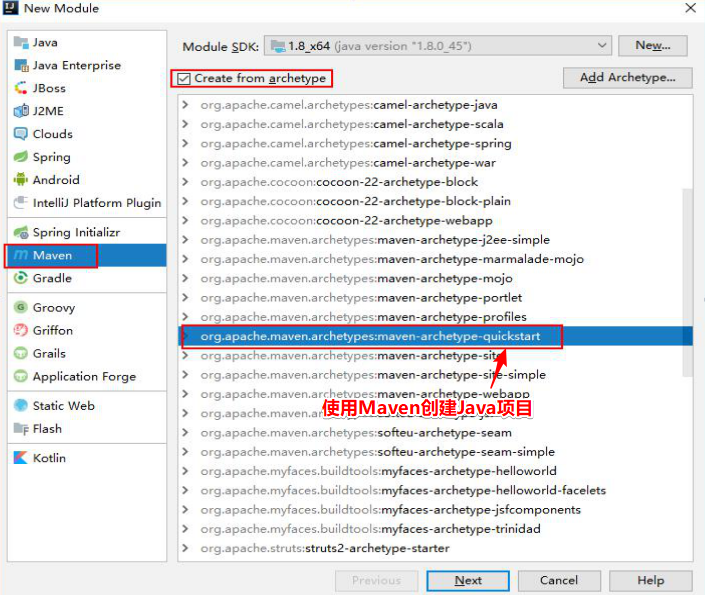 New Module
Java
Java Enterprise
JBoss
J2ME
Clouds
Spring
Android
IntelliJ Platform Plugin
Spring Initializr
Maven
Gradle
Groovy
Griffon
Grails
Application Forge
Static Web
Flash
Kotlin
Module SDK: 1.8_x64 (java version "1.8.0_45") New...
Create from archetype Add Archetype...
org.apache.camel.archetypes:camel-archetype-java
org.apache.camel.archetypes:camel-archetype-scala
org.apache.camel.archetypes:camel-archetype-spring
org.apache.camel.archetypes:camel-archetype-war
org.apache.cocoon:cocoon-22-archetype-block
org.apache.cocoon:cocoon-22-archetype-block-plain
org.apache.cocoon:cocoon-22-archetype-webapp
org.apache.maven.archetypes:maven-archetype-j2ee-simple
org.apache.maven.archetypes:maven-archetype-marmalade-mojo
org.apache.maven.archetypes:maven-archetype-mojo
org.apache.maven.archetypes:maven-archetype-portlet
org.apache.maven.archetypes:maven-archetype-profiles
org.apache.maven.archetypes:maven-archetype-quickstart
org.apache.maven.archetypes:maven-archetype-site
org.apache.maven.archetypes:maven-archetype-site-simple
org.apache.maven.archetypes:maven-archetype-webapp
使用Maven创建Java项目
org.apache.myfaces.buildtools:softeu-archetype-seam
org.apache.myfaces.buildtools:softeu-archetype-seam-simple
org.apache.myfaces.buildtools:myfaces-archetype-helloworld
org.apache.myfaces.buildtools:myfaces-archetype-helloworld-facelets
org.apache.myfaces.buildtools:myfaces-archetype-jsfcomponents
org.apache.myfaces.buildtools:myfaces-archetype-trinidad
org.apache.struts:struts2-archetype-starter
Previous Next Cancel Help